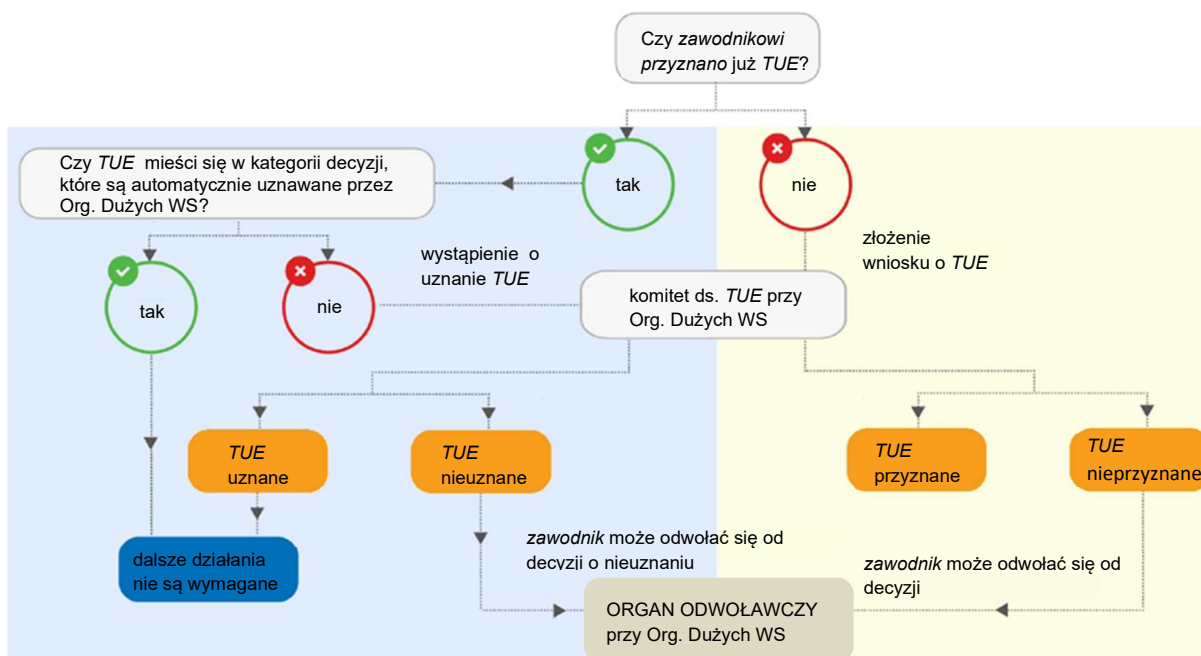 Czy zawodnikowi
przyznano już TUE?
tak
nie
Czy TUE mieści się w kategorii decyzji,
które są automatycznie uznawane przez
Org. Dużych WS?
tak
nie
wystąpienie o
uznanie TUE
złożenie
wniosku o TUE
komitet ds. TUE przy
Org. Dużych WS
TUE
uznane
TUE
nieuznane
TUE
przyznane
TUE
nieprzyznane
dalsze działania
nie są wymagane
zawodnik może odwołać się od
decyzji o nieuznaniu
zawodnik może odwołać się od
decyzji
ORGAN ODWOŁAWCZY
przy Org. Dużych WS